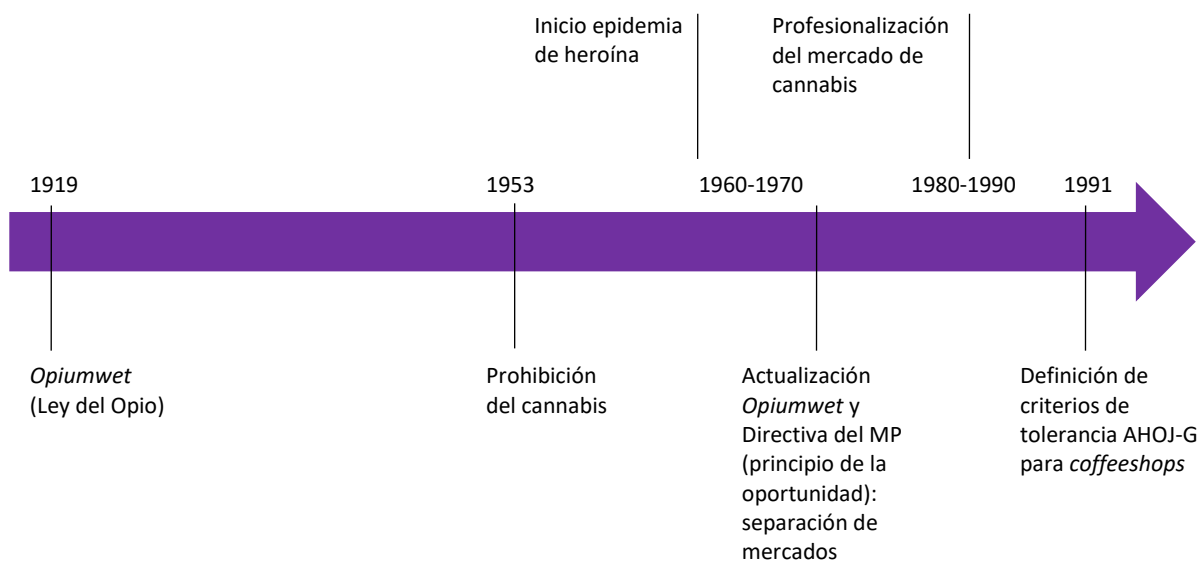 Inicio epidemia
de heroína
Profesionalización
del mercado de
cannabis
1919
1953
1960-1970
1980-1990
1991
Opiumwet
(Ley del Opio)
Prohibición
del cannabis
Actualización
Opiumwet y
Directiva del MP
(principio de la
oportunidad):
separación de
mercados
Definición de
criterios de
tolerancia AHOJ-G
para coffeeshops